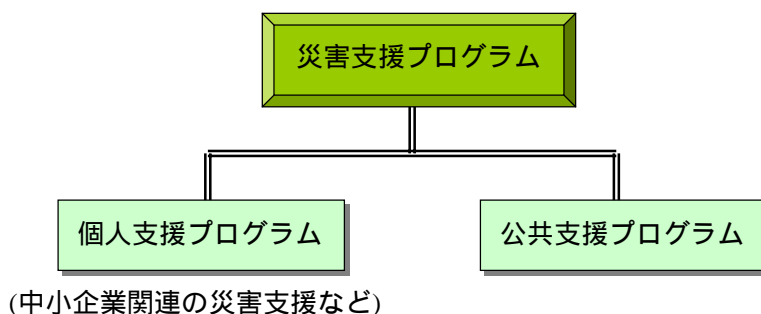 災害支援プログラム
個人支援プログラム
公共支援プログラム
(中小企業関連の災害支援など)